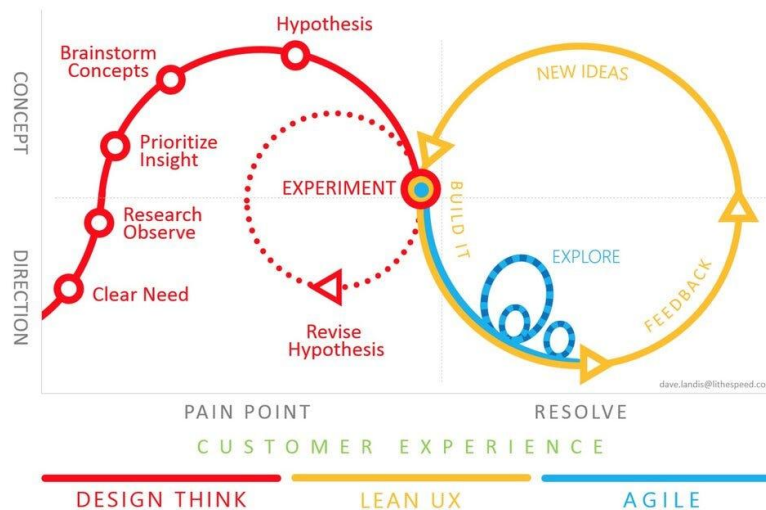 Hypothesis
Brainstorm
Concepts
NEW IDEAS
CONCEPT
Prioritize
Insight
EXPERIMENT
BUILD IT
Research
Observe
EXPLORE
DIRECTION
Clear Need
FEEDBACK
Revise
Hypothesis
dave.landis@lithespeed.co
PAIN POINT
RESOLVE
CUSTOMER EXPERIENCE
DESIGN THINK
LEAN UX
AGILE